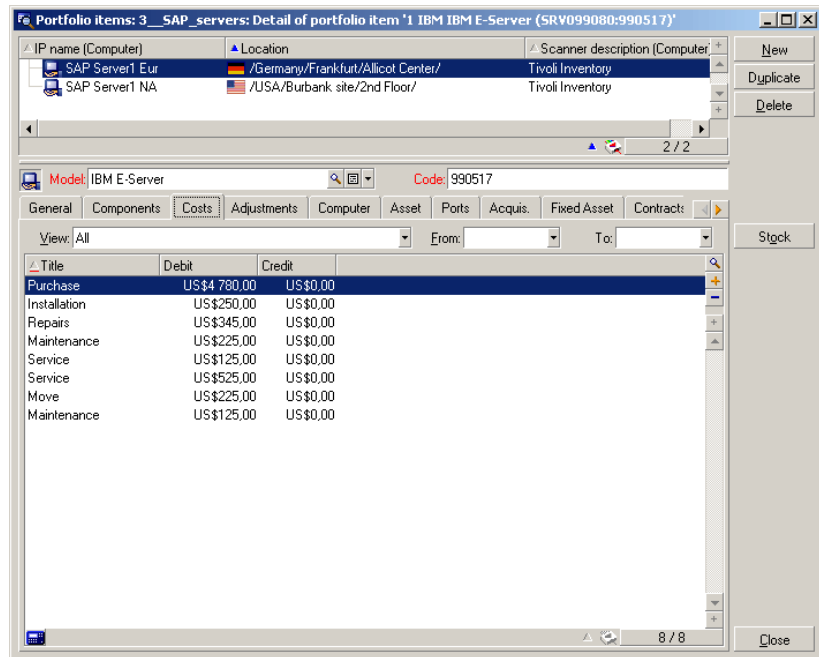 Portfolio items: 3__SAP_servers: Detail of portfolio item '1 IBM IBM E-Server (SRV099080:990517)'
IP name (Computer) Location Scanner description (Computer)
SAP Server1 Eur /Germany/Frankfurt/Allicot Center/ Tivoli Inventory
SAP Server1 NA /USA/Burbank site/2nd Floor/ Tivoli Inventory
2 / 2
New
Duplicate
Delete
Model: IBM E-Server Code: 990517
General Components Costs Adjustments Computer Asset Ports Acquis. Fixed Asset Contracts
View: All From: To:
Stock
Title Debit Credit
Purchase US$4 780,00 US$0,00
Installation US$250,00 US$0,00
Repairs US$345,00 US$0,00
Maintenance US$225,00 US$0,00
Service US$125,00 US$0,00
Service US$525,00 US$0,00
Move US$225,00 US$0,00
Maintenance US$125,00 US$0,00
8 / 8
Close